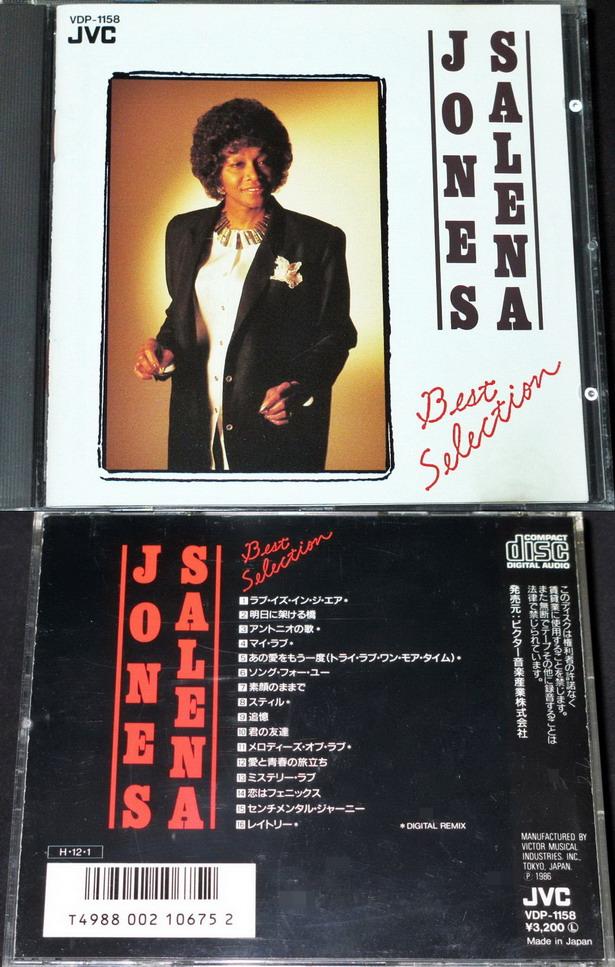 VDP-1158
JVC
SALENA
JONES
Best
Selection
SALENA
JONES
Best
Selection
1 ラブ・イズ・イン・ジ・エア*
2 明日に架ける橋
3 アントニオの歌*
4 マイ・ラブ*
5 あの愛をもう一度(トライ・ラブ・ワン・モア・タイム)*
6 ソング・フォー・ユー
7 素顔のままで
8 スティル*
9 追憶
10 君の友達
11 メロディーズ・オブ・ラブ*
12 愛と青春の旅立ち
13 ミステリー・ラブ
14 恋はフェニックス
15 センチメンタル・ジャーニー
16 レイトリー*
*DIGITAL REMIX
COMPACT
disc
DIGITAL AUDIO
このディスクは権利者の許諾なく
賃貸業に使用することを禁じます。
また無断でテープその他に録音することは
法律で禁じられています。
発売元・ビクター音楽産業株式会社
H・12・1
T4988 002 10675 2
MANUFACTURED BY
VICTOR MUSICAL
INDUSTRIES, INC.,
TOKYO, JAPAN.
Ⓟ 1986
JVC
VDP-1158
¥3,200 Ⓛ
Made in Japan